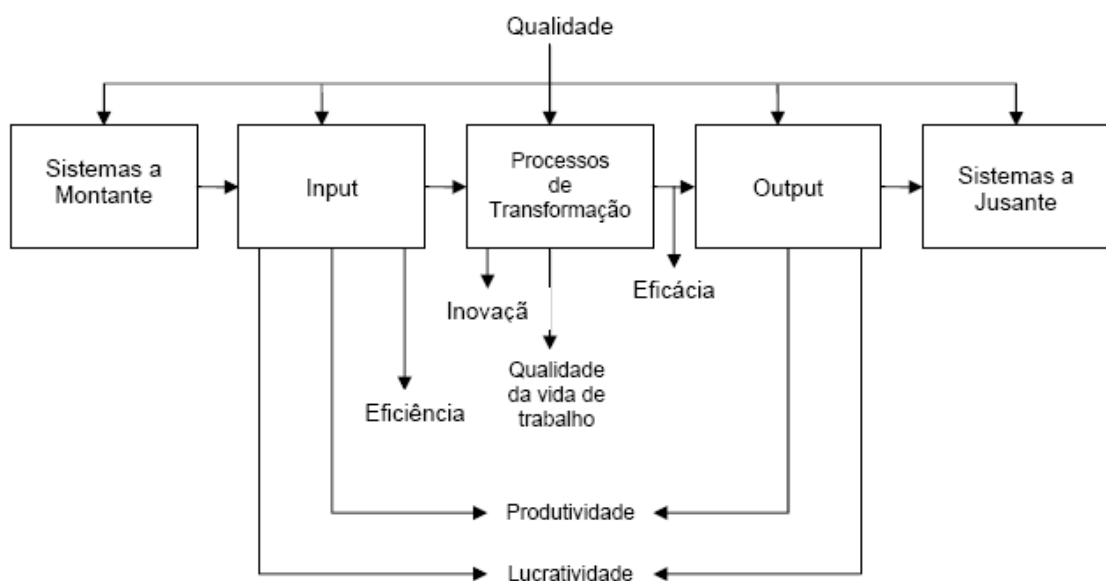 Qualidade
Sistemas a
Montante
Input
Processos
de
Transformação
Output
Sistemas a
Jusante
Inovaçã
Eficácia
Qualidade
da vida de
trabalho
Eficiência
Produtividade
Lucratividade